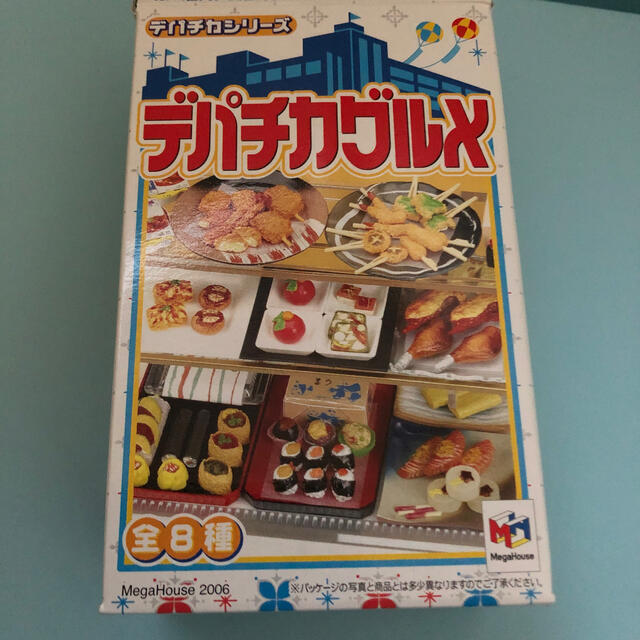 デパチカシリーズ
デパチカグルメ
全8種
MegaHouse
MegaHouse 2006
※パッケージの写真と商品とは多少異なりますのでご了承ください。